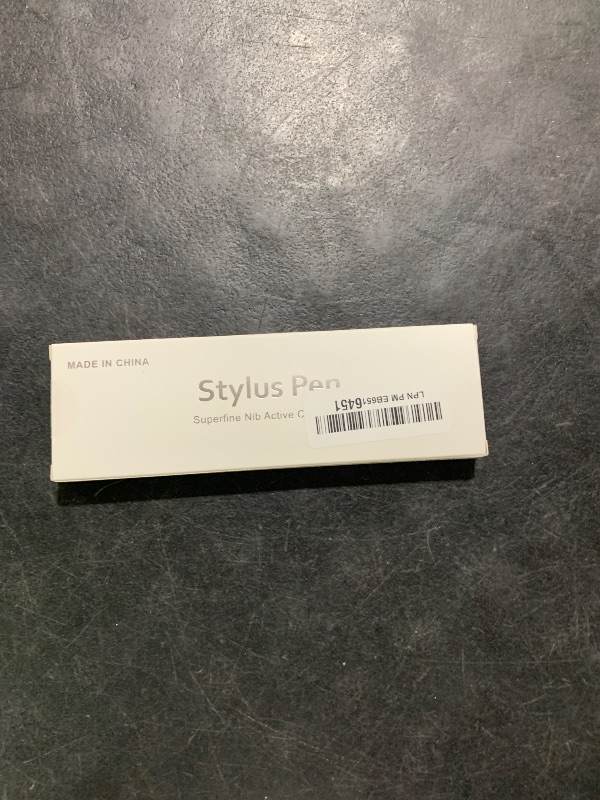 MADE IN CHINA
Stylus Pen
Superfine Nib Active
LPN PM EB6516451